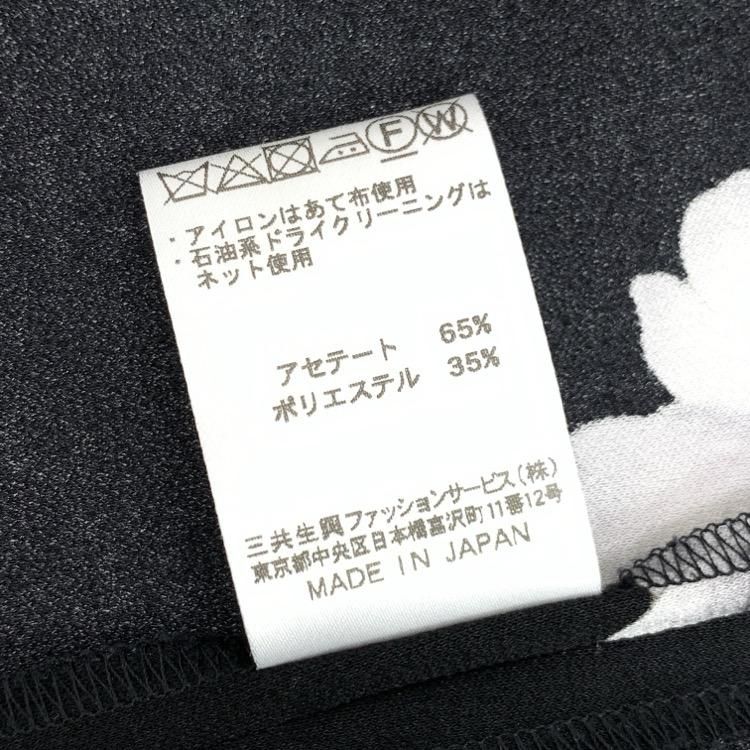 F W
・アイロンはあて布使用
・石油系ドライクリーニングは
ネット使用
アセテート 65%
ポリエステル 35%
三共生興ファッションサービス(株)
東京都中央区日本橋富沢町11番12号
MADE IN JAPAN